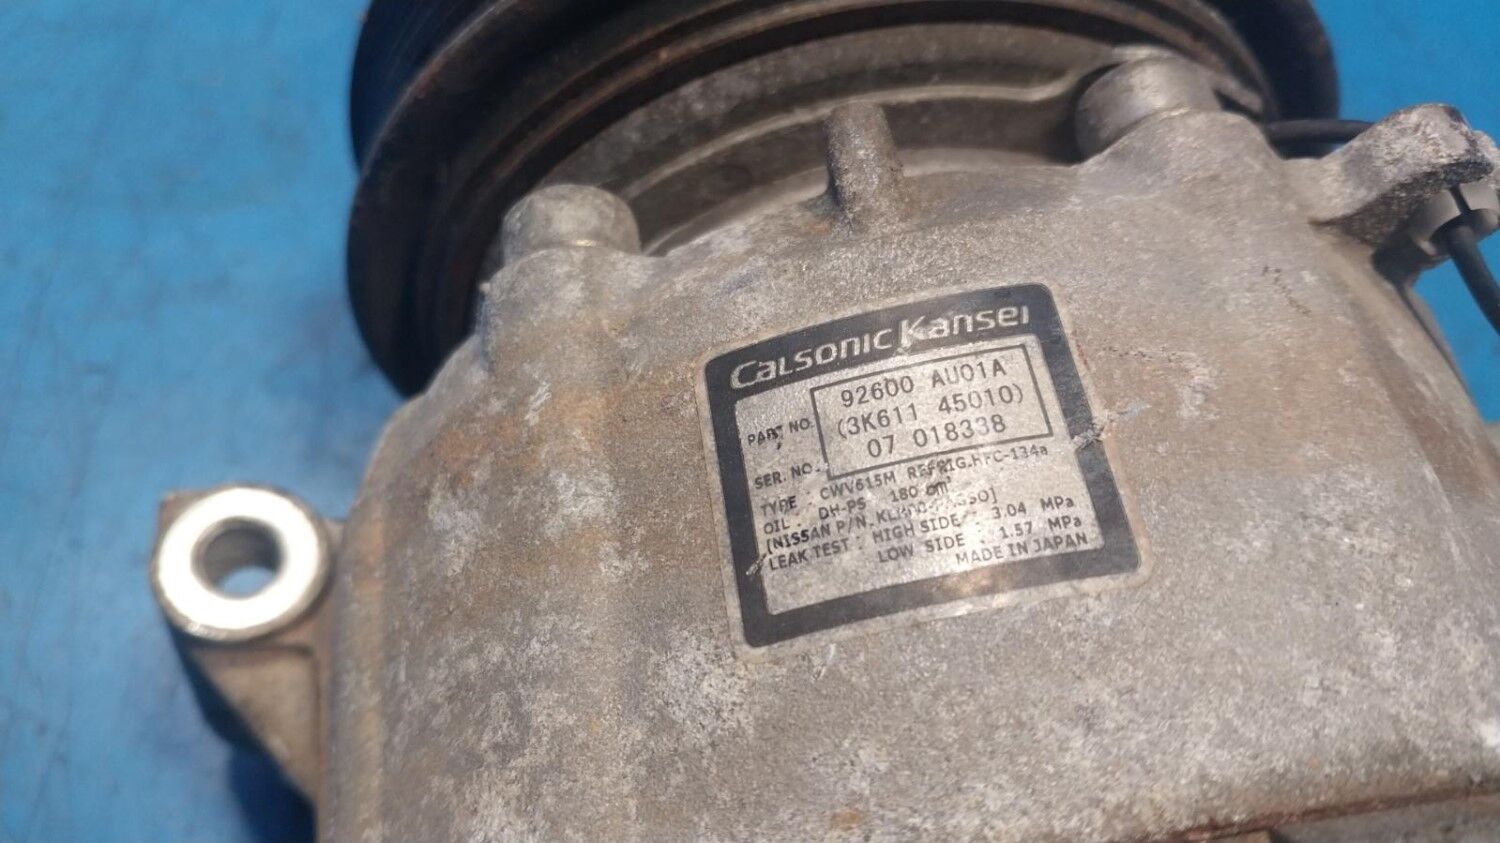 CALSONIC Kansei
PART NO. 92600 AU01A
(3K611 45010)
SER. NO. 07 018338
TYPE : CWV615M REFRIG.HFC-134a
OIL : DH-PS 180 cm³
[NISSAN P/N.
LEAK TEST : HIGH SIDE : 3.04 MPa
LOW SIDE : 1.57 MPa
MADE IN JAPAN